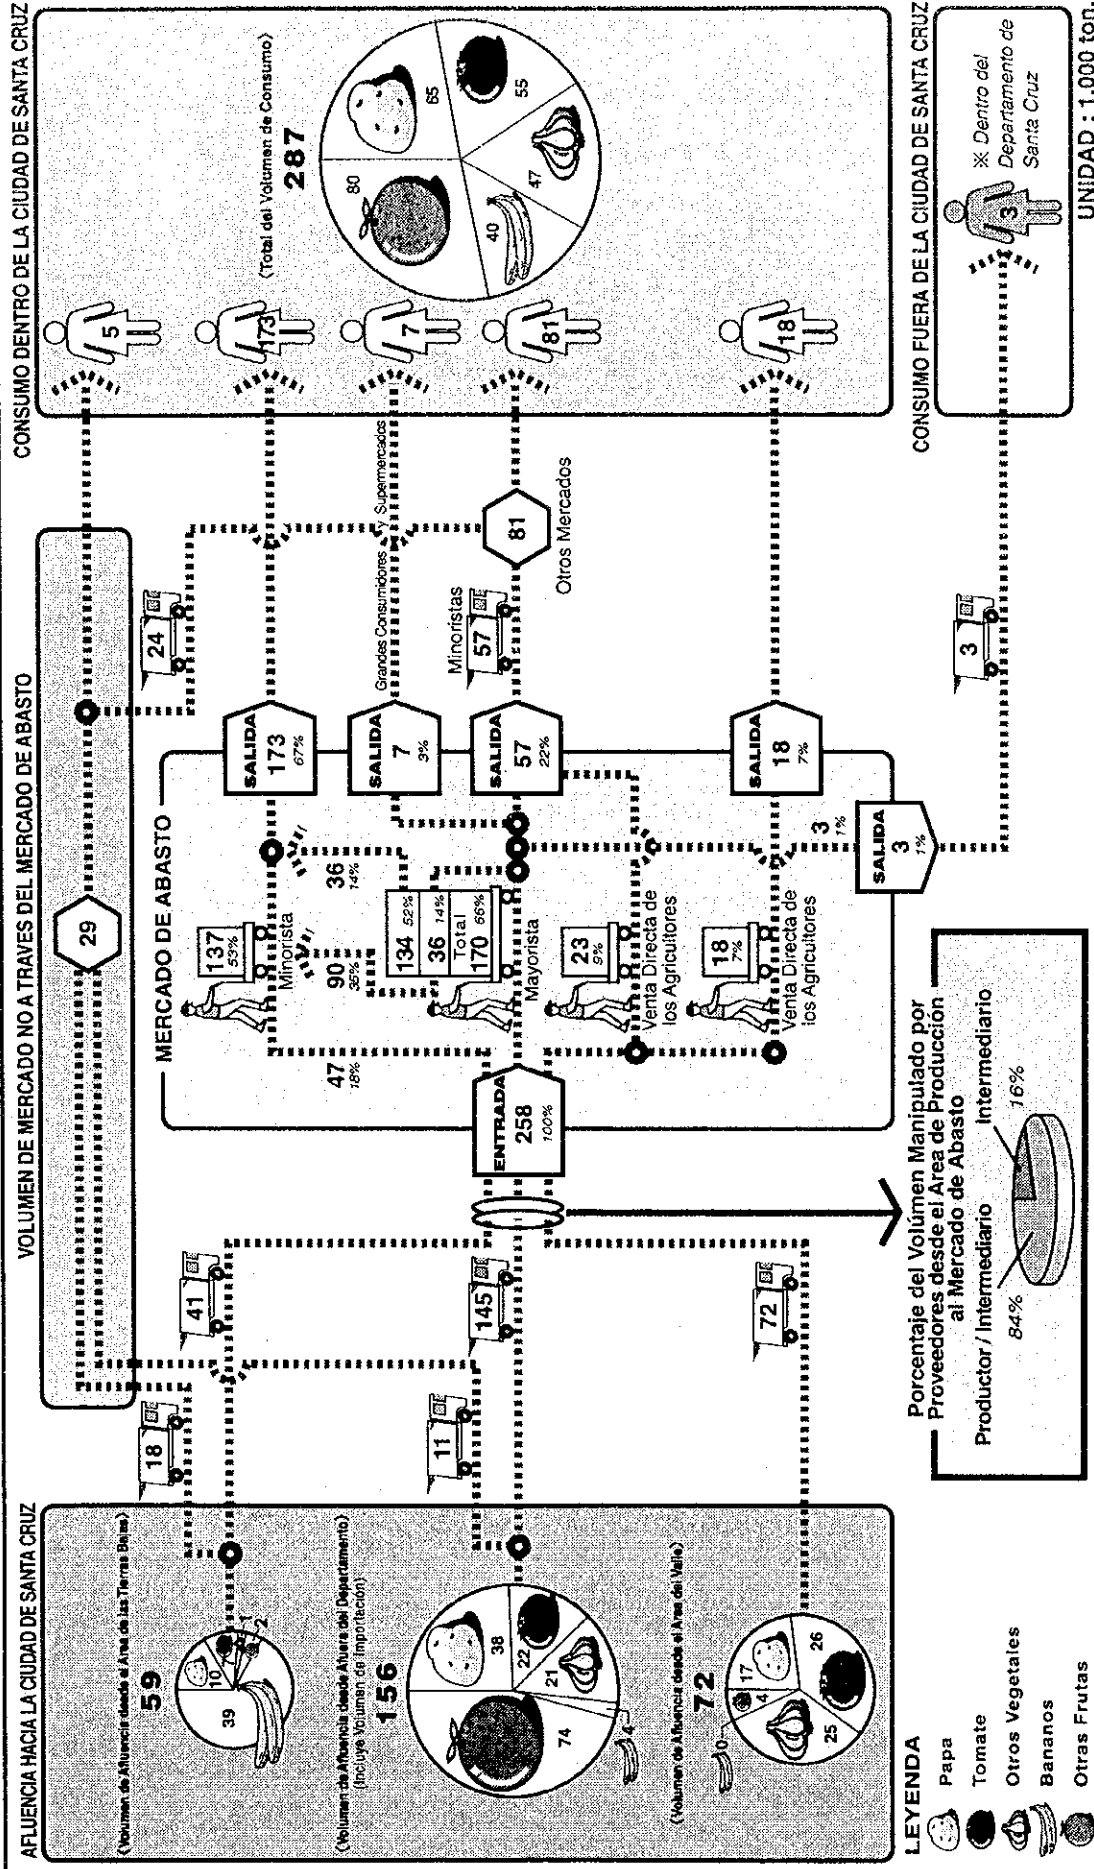 AFLUENCIA HACIA LA CIUDAD DE SANTA CRUZ
(Volumen de Afluencia desde el Area de las Tierras Bajas)
59
39
10
7
1
2
(Volumen de Afluencia desde Afuera del Departamento)
(Incluye Volumen de Importación)
156
38
22
21
4
74
72
(Volumen de Afluencia desde el Area del Valle)
0
4
17
26
25
LEYENDA
Papa
Tomate
Otros Vegetales
Bananos
Otras Frutas
18
11
41
145
72
VOLUMEN DE MERCADO NO A TRAVES DEL MERCADO DE ABASTO
29
24
MERCADO DE ABASTO
ENTRADA
258
100%
47
18%
137
53%
Minorista
36
14%
90
35%
134 52%
36 14%
Total
170 66%
Mayorista
23
9%
Venta Directa de
los Agricultores
18
7%
Venta Directa de
los Agricultores
SALIDA
173
67%
SALIDA
7
3%
SALIDA
57
22%
SALIDA
18
7%
3
1%
SALIDA
3
1%
Grandes Consumidores y Supermercados
Minoristas
57
81
Otros Mercados
3
Porcentaje del Volúmen Manipulado por
Proveedores desde el Area de Producción
al Mercado de Abasto
Productor / Intermediario
Intermediario
84%
16%
CONSUMO DENTRO DE LA CIUDAD DE SANTA CRUZ
5
173
7
81
18
(Total del Volumen de Consumo)
287
80
65
55
47
40
CONSUMO FUERA DE LA CIUDAD DE SANTA CRUZ
3
※ Dentro del
Departamento de
Santa Cruz
UNIDAD : 1.000 ton.